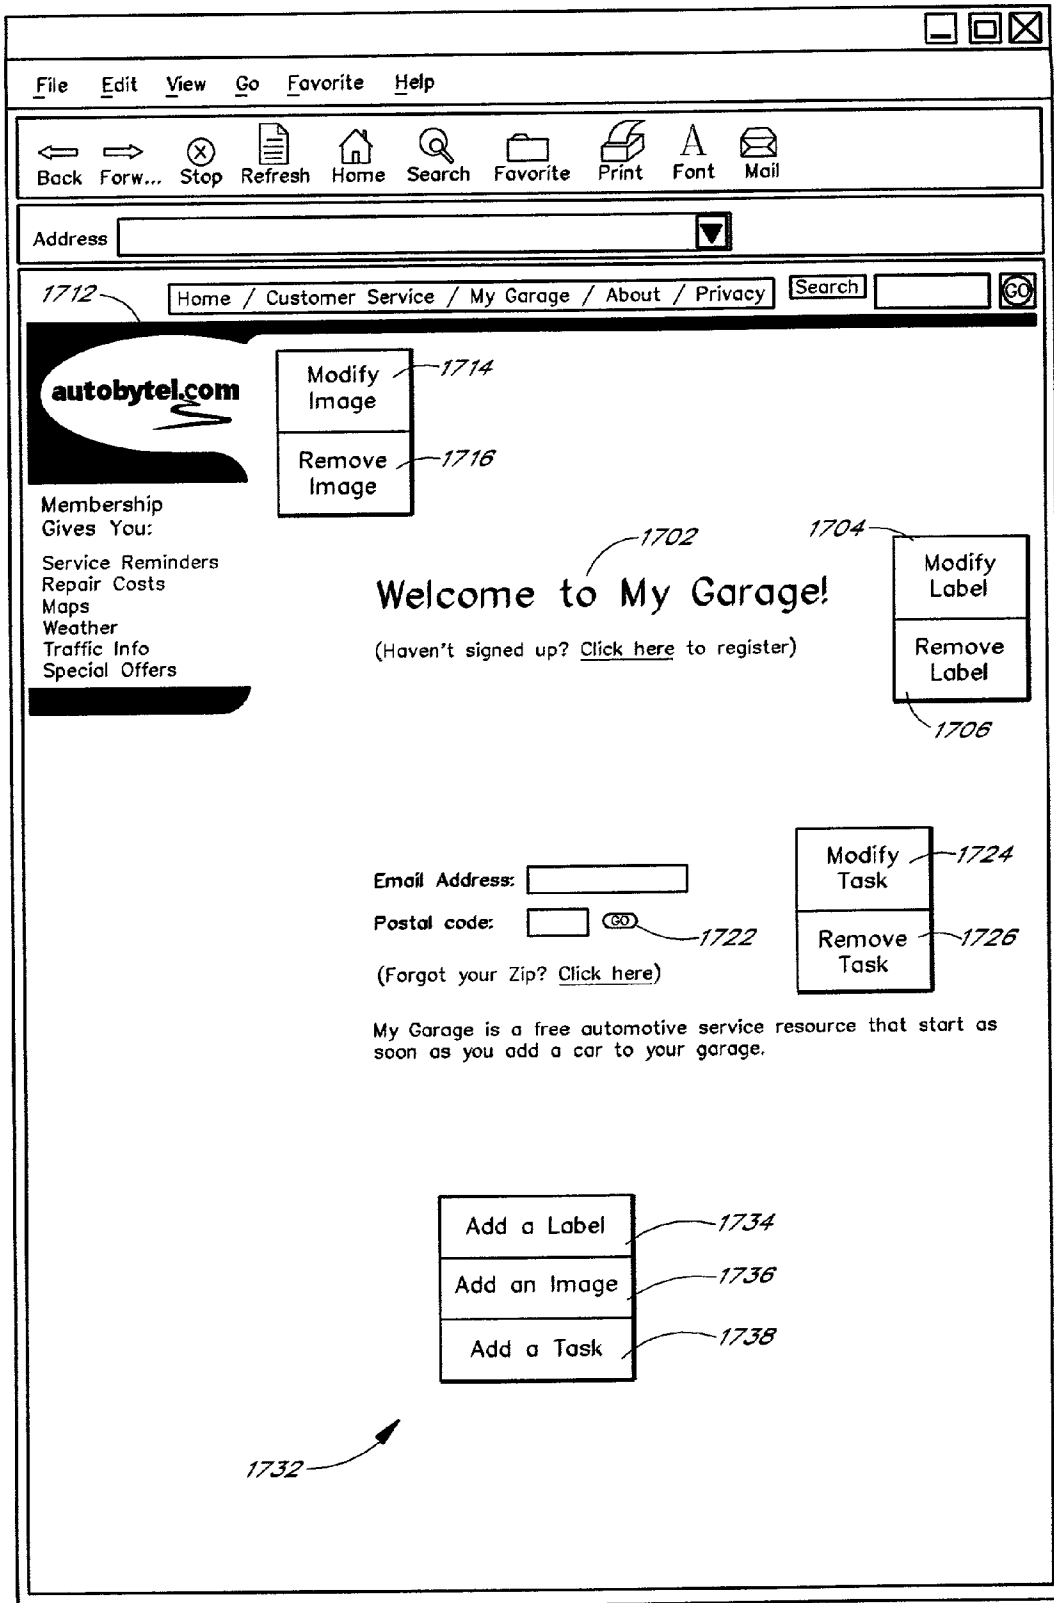 File Edit View Go Favorite Help
Back Forw... Stop Refresh Home Search Favorite Print Font Mail
Address
1712 Home / Customer Service / My Garage / About / Privacy Search GO
autobytel.com
Modify
Image
1714
Remove
Image
1716
Membership
Gives You:
Service Reminders
Repair Costs
Maps
Weather
Traffic Info
Special Offers
1702
Welcome to My Garage!
(Haven't signed up? Click here to register)
1704
Modify
Label
Remove
Label
1706
Email Address:
Postal code: GO 1722
(Forgot your Zip? Click here)
Modify
Task
1724
Remove
Task
1726
My Garage is a free automotive service resource that start as
soon as you add a car to your garage.
Add a Label 1734
Add an Image 1736
Add a Task 1738
1732